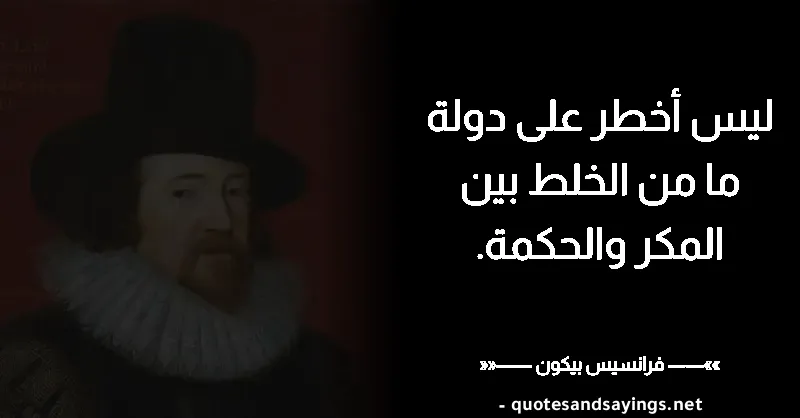 ليس أخطر على دولة
ما من الخلط بين
المكر والحكمة.
»»—— فرانسيس بيكون ——««
- quotesandsayings.net